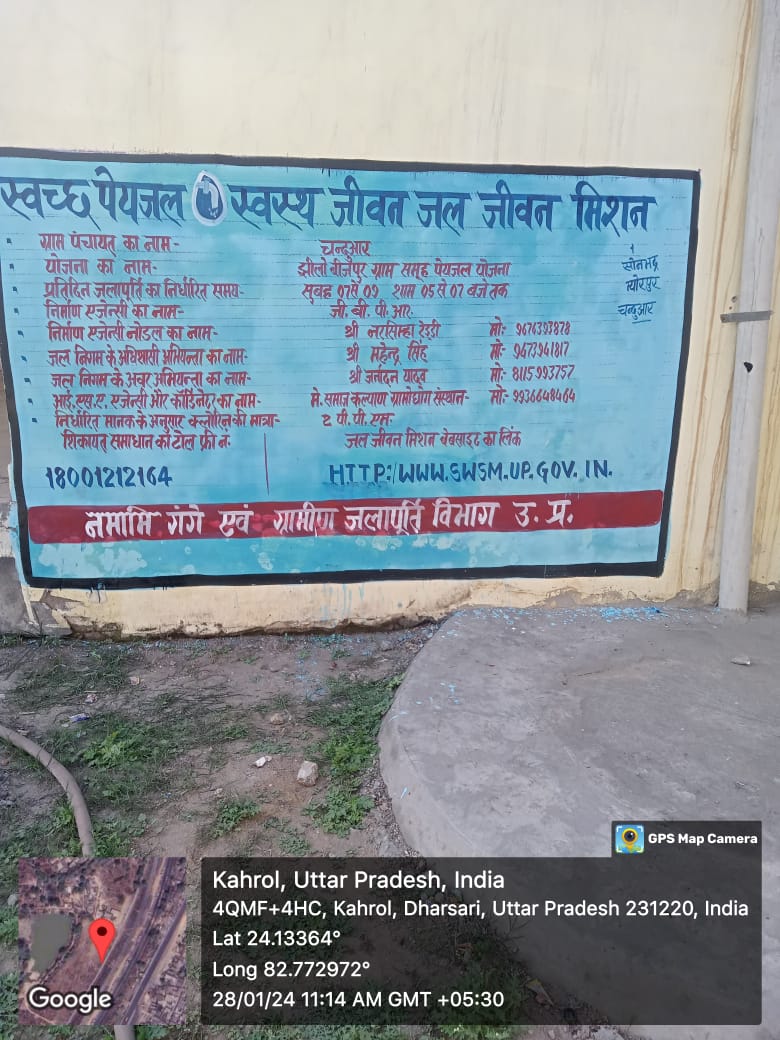 स्वच्छ पेयजल स्वस्थ जीवन जल जीवन मिशन
ग्राम पंचायत का नाम- चन्दुआर
योजना का नाम- झीलो बीजपुर ग्राम समूह पेयजल योजना
प्रतिदिन जलापूर्ति का निर्धारित समय- सुबह 07 से 09 शाम 05 से 07 बजे तक
निर्माण एजेन्सी का नाम- जी. वी. पी. आर.
निर्माण एजेन्सी नोडल का नाम- श्री नरसिम्हा रेड्डी मो- 9676393878
जल निगम के अधिशासी अभियन्ता का नाम- श्री महेन्द्र सिंह मो- 9473941817
जल निगम के अवर अभियन्ता का नाम- श्री जर्नादन यादव मो- 8115993757
आई.एस.ए. एजेन्सी और कॉर्डिनेटर का नाम- मे. समाज कल्याण ग्रामोद्योग संस्थान- मो- 9936648464
निर्धारित मानक के अनुसार क्लोरिन की मात्रा- 2 पी. पी. एम.
शिकायत समाधान का टोल फ्री नं. जल जीवन मिशन वेबसाइट का लिंक
18001212164 HTTP:/WWW.SWSM.UP.GOV. IN.
नमामि गंगे एवं ग्रामीण जलापूर्ति विभाग उ. प्र.
सोनभद्र
म्योरपुर
चन्दुआर
GPS Map Camera
Kahrol, Uttar Pradesh, India
4QMF+4HC, Kahrol, Dharsari, Uttar Pradesh 231220, India
Lat 24.13364°
Long 82.772972°
28/01/24 11:14 AM GMT +05:30
Google